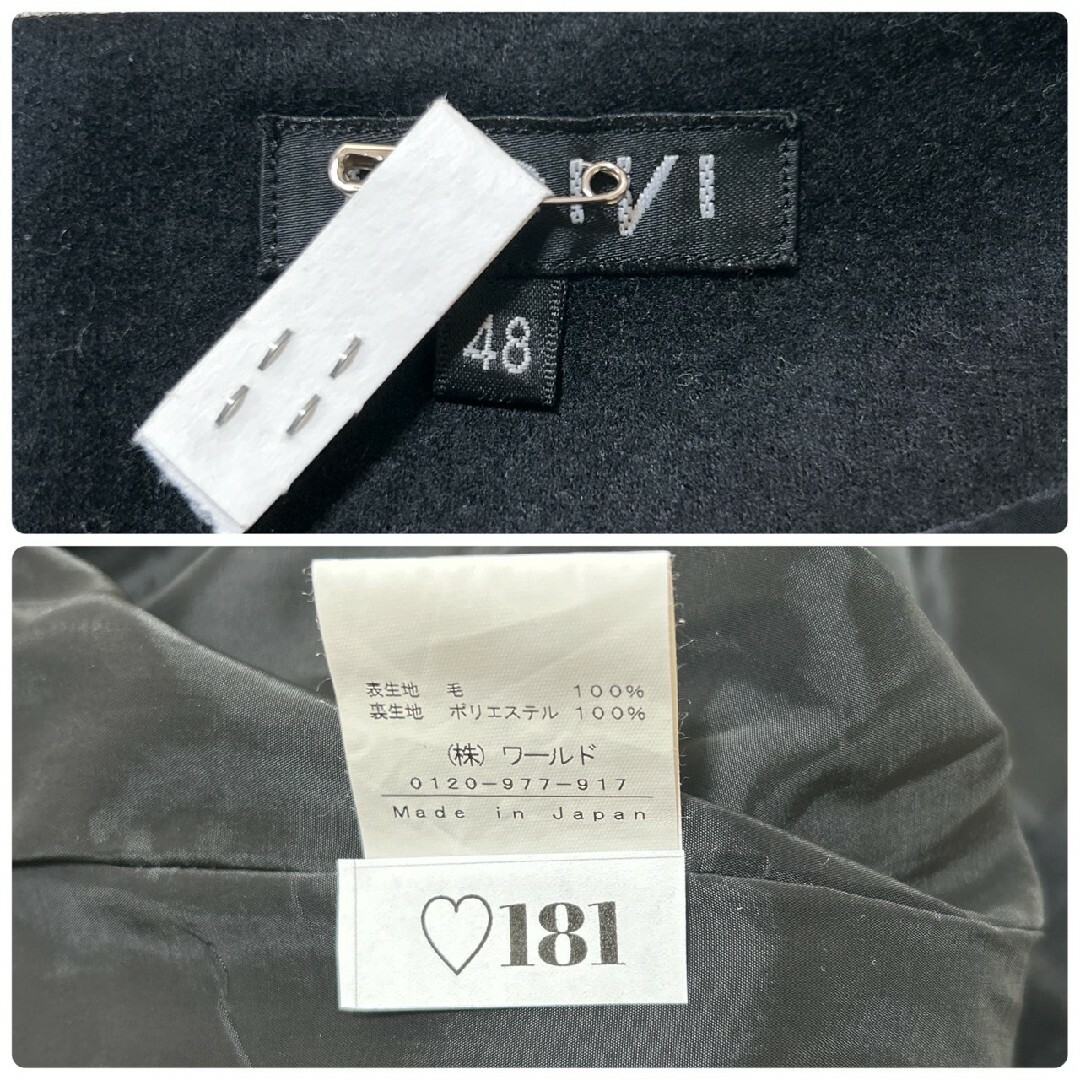 48
表生地 毛 100%
裏生地 ポリエステル 100%
(株) ワールド
0120-977-917
Made in Japan
♡181